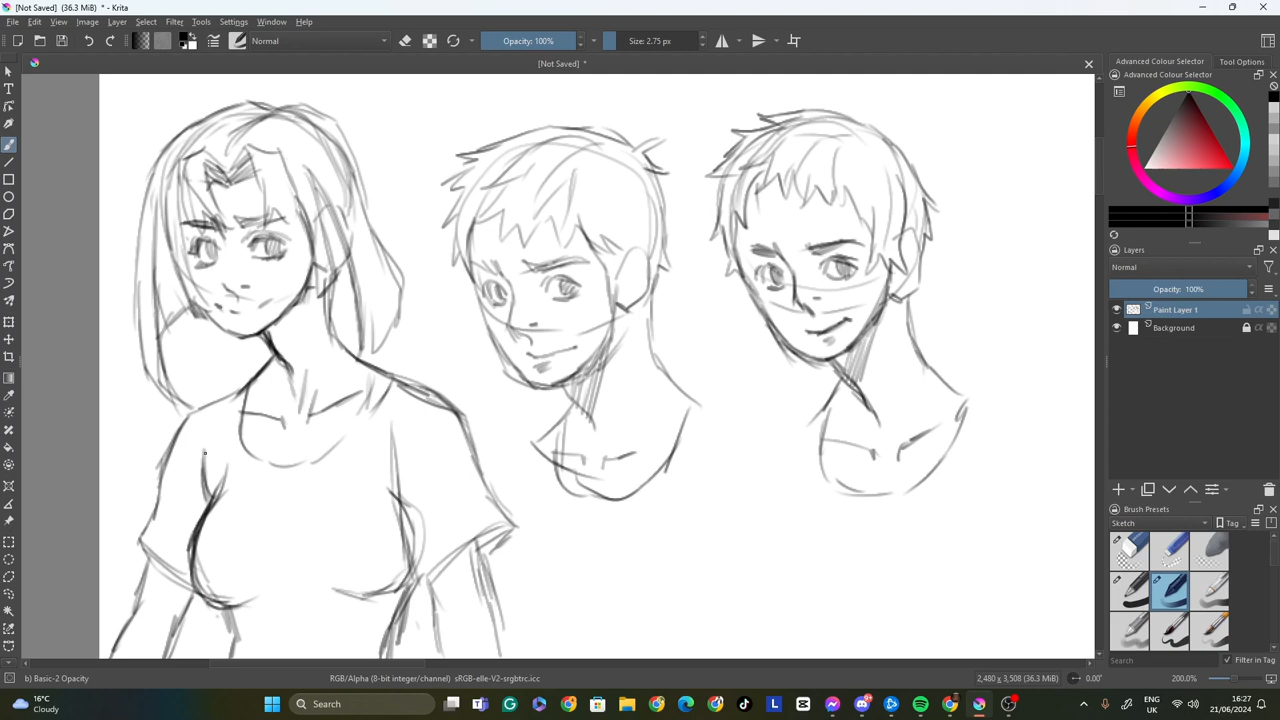 [Not Saved] (36.3 MiB) * - Krita
File Edit View Image Layer Select Filter Tools Settings Window Help
Normal
Opacity: 100%
Size: 2.75 px
[Not Saved] *
Advanced Colour Selector
Tool Options
Advanced Colour Selector
Layers
Normal
Opacity: 100%
Paint Layer 1
Background
Brush Presets
Sketch
Tag
Search
Filter in Tag
b) Basic-2 Opacity
RGB/Alpha (8-bit integer/channel) sRGB-elle-V2-srgbtrc.icc
2,480 x 3,508 (36.3 MiB)
0.00°
200.0%
16°C
Cloudy
Search
ENG
UK
16:27
21/06/2024